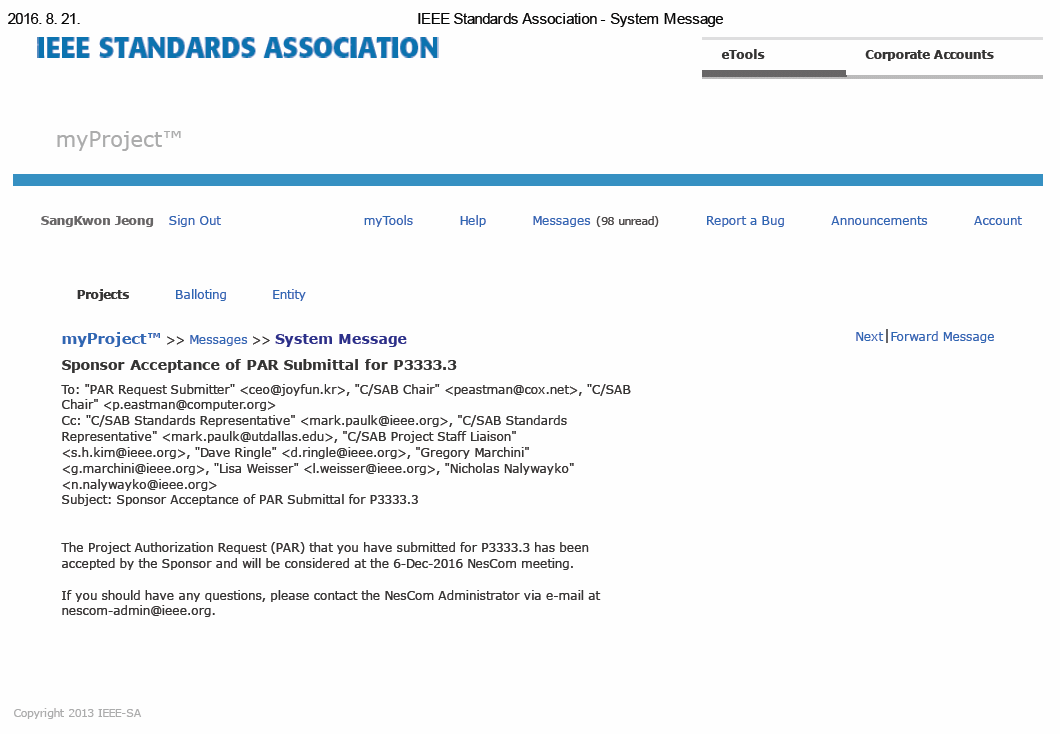 2016. 8. 21.
IEEE Standards Association - System Message
IEEE STANDARDS ASSOCIATION
eTools
Corporate Accounts
myProject™
SangKwon Jeong Sign Out myTools Help Messages (98 unread) Report a Bug Announcements Account
Projects Balloting Entity
myProject™ >> Messages >> System Message
Next|Forward Message
Sponsor Acceptance of PAR Submittal for P3333.3
To: "PAR Request Submitter" <ceo@joyfun.kr>, "C/SAB Chair" <peastman@cox.net>, "C/SAB
Chair" <p.eastman@computer.org>
Cc: "C/SAB Standards Representative" <mark.paulk@ieee.org>, "C/SAB Standards
Representative" <mark.paulk@utdallas.edu>, "C/SAB Project Staff Liaison"
<s.h.kim@ieee.org>, "Dave Ringle" <d.ringle@ieee.org>, "Gregory Marchini"
<g.marchini@ieee.org>, "Lisa Weisser" <l.weisser@ieee.org>, "Nicholas Nalywayko"
<n.nalywayko@ieee.org>
Subject: Sponsor Acceptance of PAR Submittal for P3333.3
The Project Authorization Request (PAR) that you have submitted for P3333.3 has been
accepted by the Sponsor and will be considered at the 6-Dec-2016 NesCom meeting.
If you should have any questions, please contact the NesCom Administrator via e-mail at
nescom-admin@ieee.org.
Copyright 2013 IEEE-SA